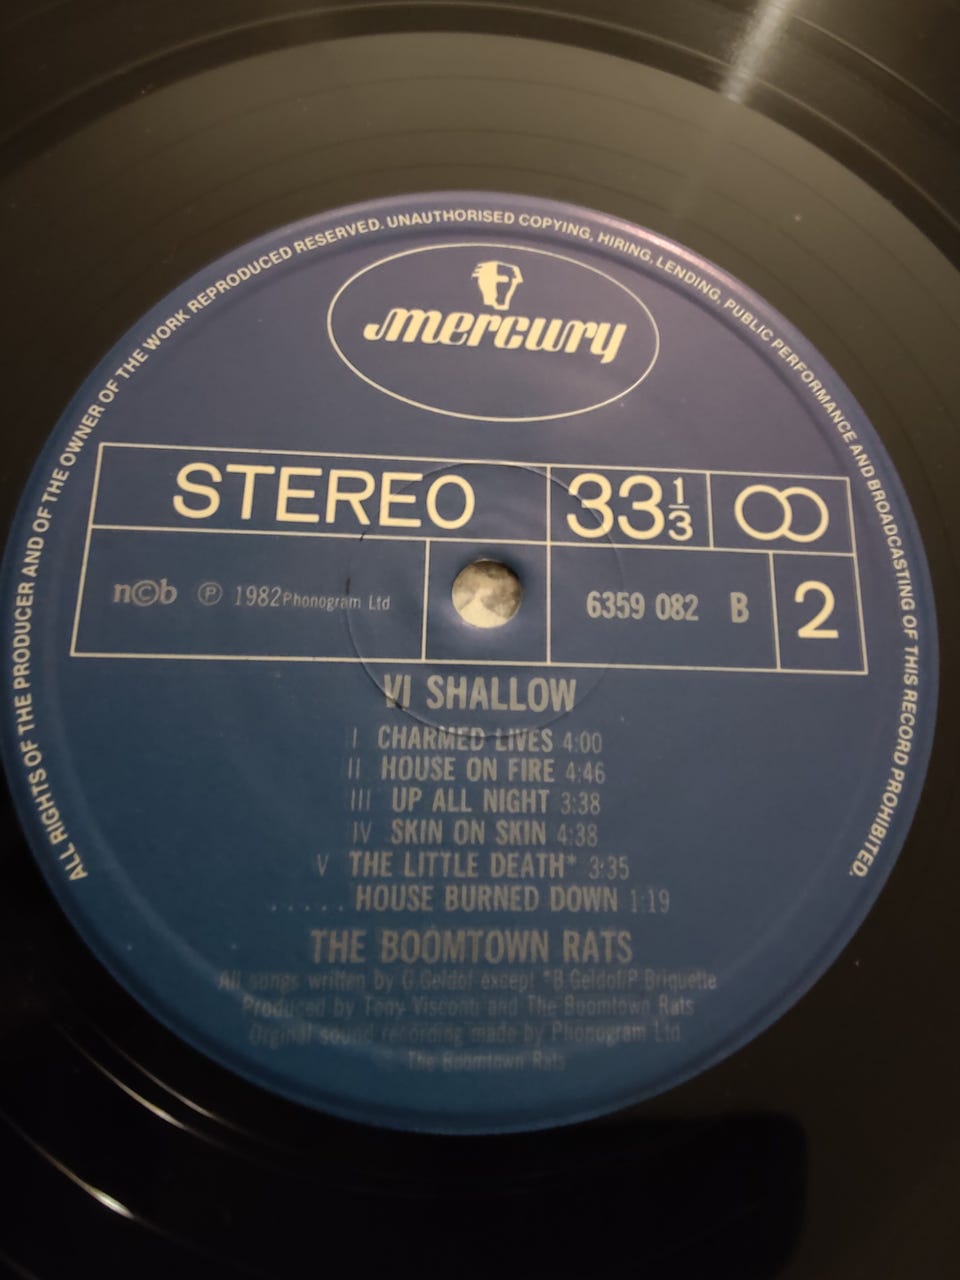 ALL RIGHTS OF THE PRODUCER AND OF THE OWNER OF THE WORK REPRODUCED RESERVED. UNAUTHORISED COPYING, HIRING, LENDING, PUBLIC PERFORMANCE AND BROADCASTING OF THIS RECORD PROHIBITED.
mercury
STEREO 33 1/3
n©b ℗ 1982 Phonogram Ltd 6359 082 B 2
VI SHALLOW
I CHARMED LIVES 4:00
II HOUSE ON FIRE 4:46
III UP ALL NIGHT 3:38
IV SKIN ON SKIN 4:38
V THE LITTLE DEATH* 3:35
..... HOUSE BURNED DOWN 1:19
THE BOOMTOWN RATS
All songs written by G.Geldof except *B.Geldof/P.Briquette
Produced by Tony Visconti and The Boomtown Rats
Orginal sound recording made by Phonogram Ltd.
The Boomtown Rats